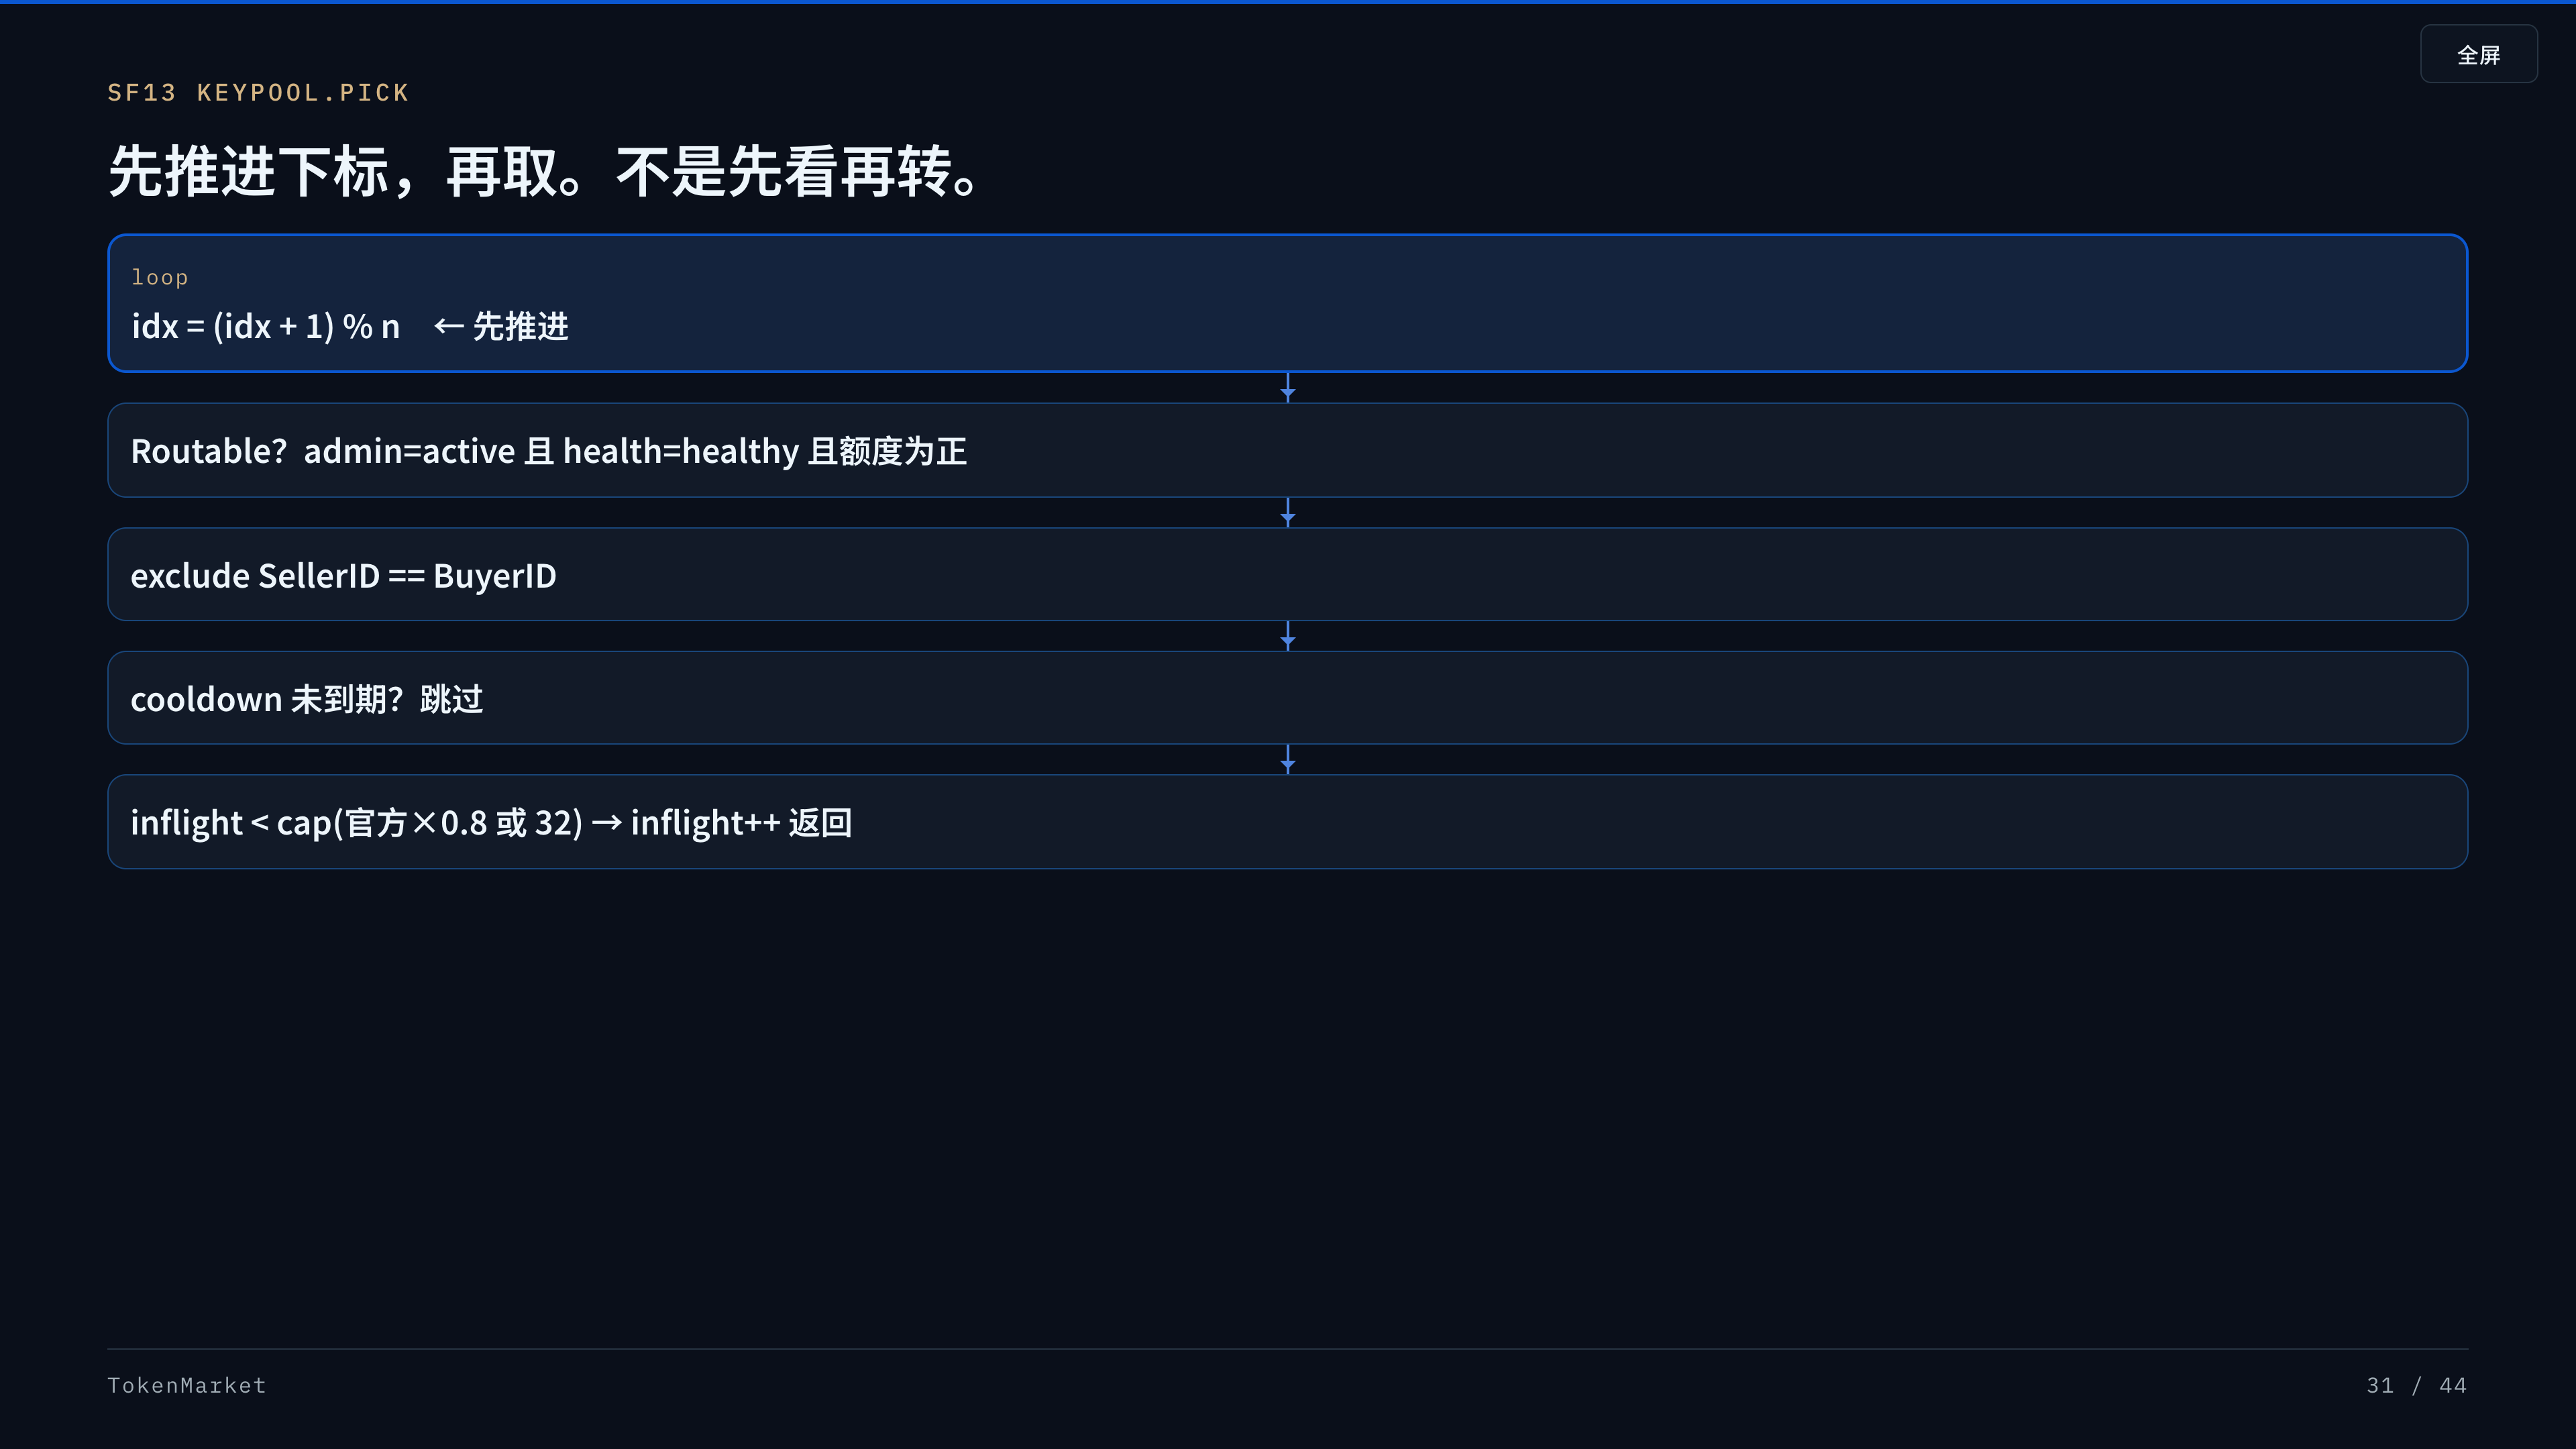 全屏
SF13 KEYPOOL.PICK
先推进下标，再取。不是先看再转。
loop
idx = (idx + 1) % n ← 先推进
Routable? admin=active 且 health=healthy 且额度为正
exclude SellerID == BuyerID
cooldown 未到期? 跳过
inflight < cap(官方×0.8 或 32) → inflight++ 返回
TokenMarket
31 / 44